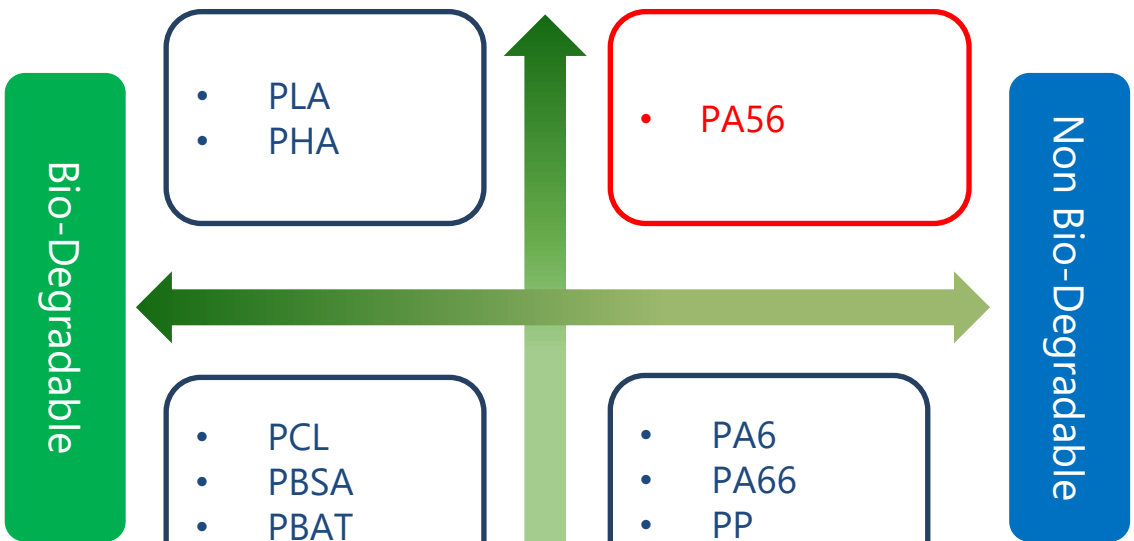 Bio-Degradable
• PLA
• PHA
• PA56
• PCL
• PBSA
• PBAT
• PA6
• PA66
• PP
Non Bio-Degradable